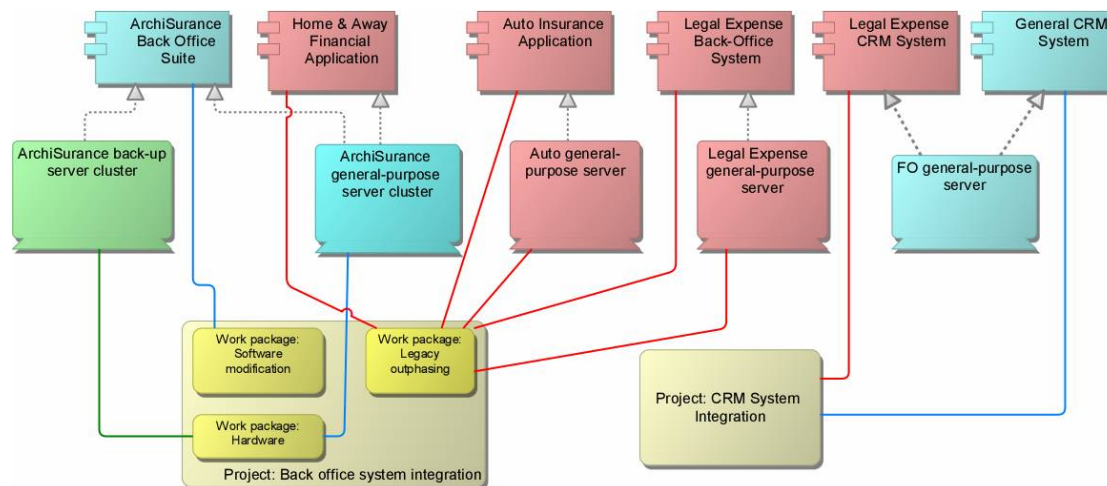 ArchiSurance
Back Office
Suite
Home & Away
Financial
Application
Auto Insurance
Application
Legal Expense
Back-Office
System
Legal Expense
CRM System
General CRM
System
ArchiSurance back-up
server cluster
ArchiSurance
general-purpose
server cluster
Auto general-
purpose server
Legal Expense
general-purpose
server
FO general-purpose
server
Work package:
Software
modification
Work package:
Legacy
outphasing
Work package:
Hardware
Project: Back office system integration
Project: CRM System
Integration